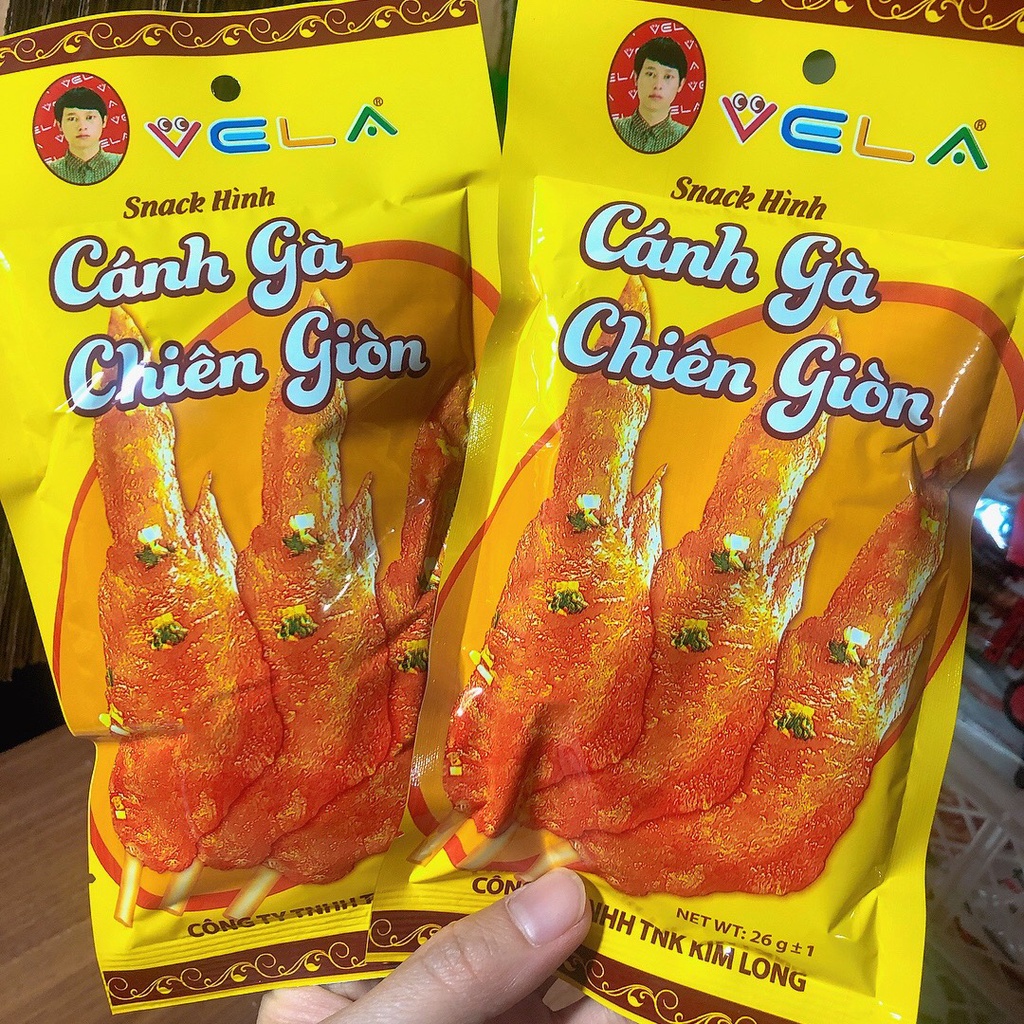 VELA®
Snack Hình
Cánh Gà
Chiên Giòn
CÔNG TY TNHH
VELA®
Snack Hình
Cánh Gà
Chiên Giòn
NET WT: 26 g ± 1
NHH TNK KIM LONG